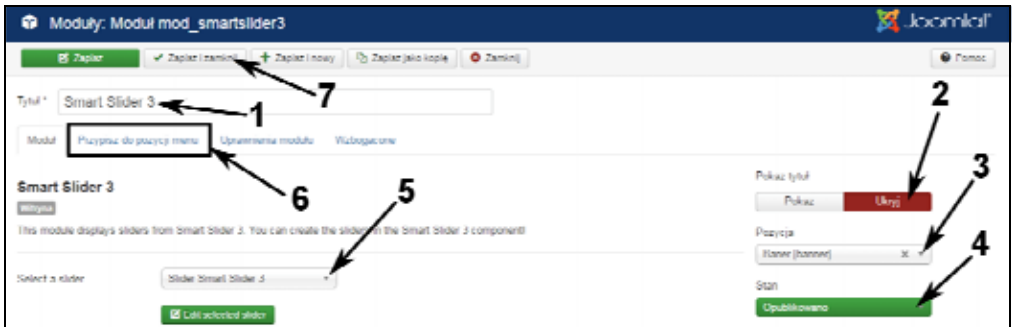 Moduły: Moduł mod_smartslider3
Joomla!
Zapisz
Zapisz i zamknij
Zapisz i nowy
Zapisz jako kopię
Zamknij
Pomoc
7
2
Tytuł *
Smart Slider 3
1
Moduł
Przypisz do pozycji menu
Uprawnienia modułu
Wzbogacone
6
5
3
Smart Slider 3
Witryna
This module displays sliders from Smart Slider 3. You can create the sliders in the Smart Slider 3 component!
Pokaż tytuł
Pokaż
Ukryj
Pozycja
Baner [banner]
4
Select a slider
Slider Smart Slider 3
Stan
Opublikowano
Edit selected slider